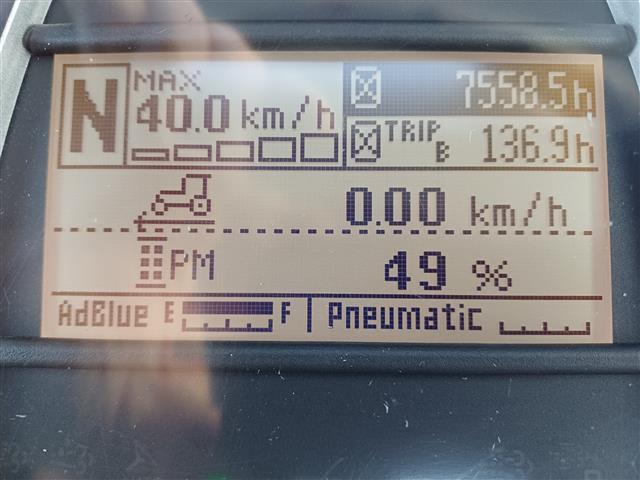 N MAX 7558.5h
40.0 km/h TRIP B 136.9h
0.00 km/h
PM 49 %
AdBlue E F Pneumatic